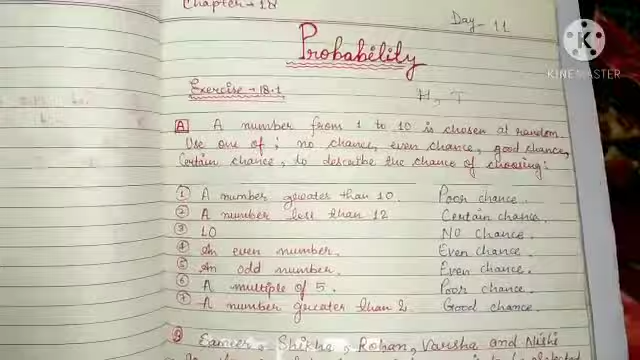 Chapter - 18
Day - 11
KINEMASTER
Probability
Exercise - 18.1
H, T
A A number from 1 to 10 is chosen at random.
Use one of ; no chance, even chance, good chance,
Certain chance, to describe the chance of choosing:
① A number greater than 10. Poor chance.
② A number less than 12 Certain chance.
③ 10 No chance.
④ An even number. Even chance.
⑤ An odd number. Even chance.
⑥ A multiple of 5. Poor chance.
⑦ A number greater than 2 Good chance.
Sameer, Shikha, Rohan, Varsha and Nishi
to be selected